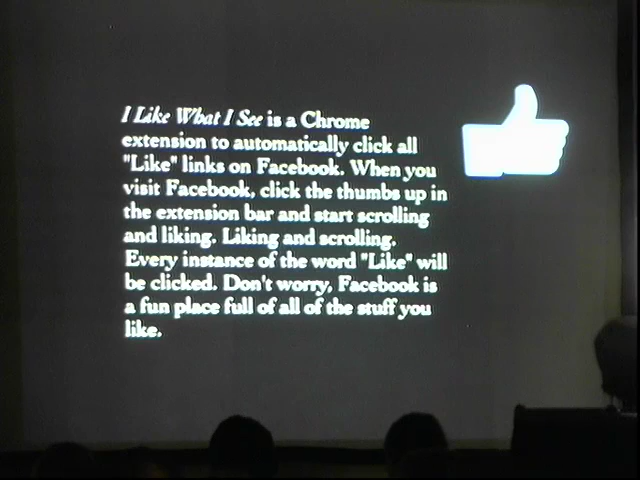 I Like What I See is a Chrome
extension to automatically click all
"Like" links on Facebook. When you
visit Facebook, click the thumbs up in
the extension bar and start scrolling
and liking. Liking and scrolling.
Every instance of the word "Like" will
be clicked. Don't worry, Facebook is
a fun place full of all of the stuff you
like.